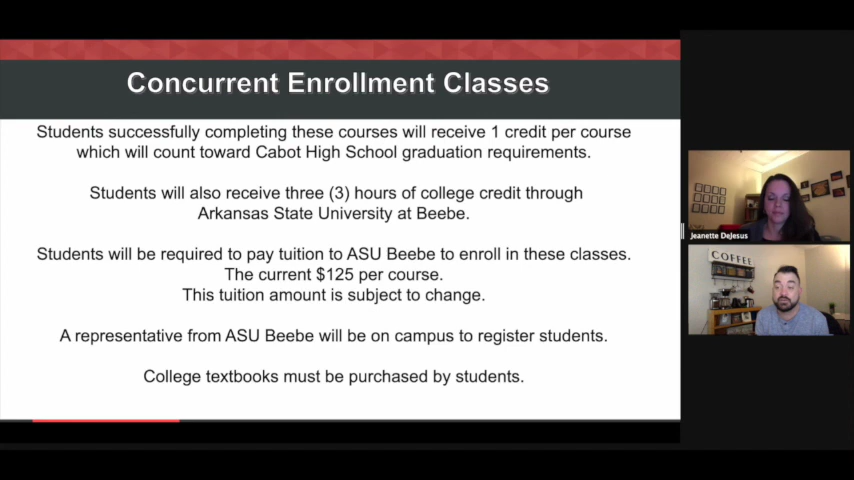 Concurrent Enrollment Classes
Students successfully completing these courses will receive 1 credit per course
which will count toward Cabot High School graduation requirements.
Students will also receive three (3) hours of college credit through
Arkansas State University at Beebe.
Students will be required to pay tuition to ASU Beebe to enroll in these classes.
The current $125 per course.
This tuition amount is subject to change.
A representative from ASU Beebe will be on campus to register students.
College textbooks must be purchased by students.
Jeanette DeJesus
COFFEE